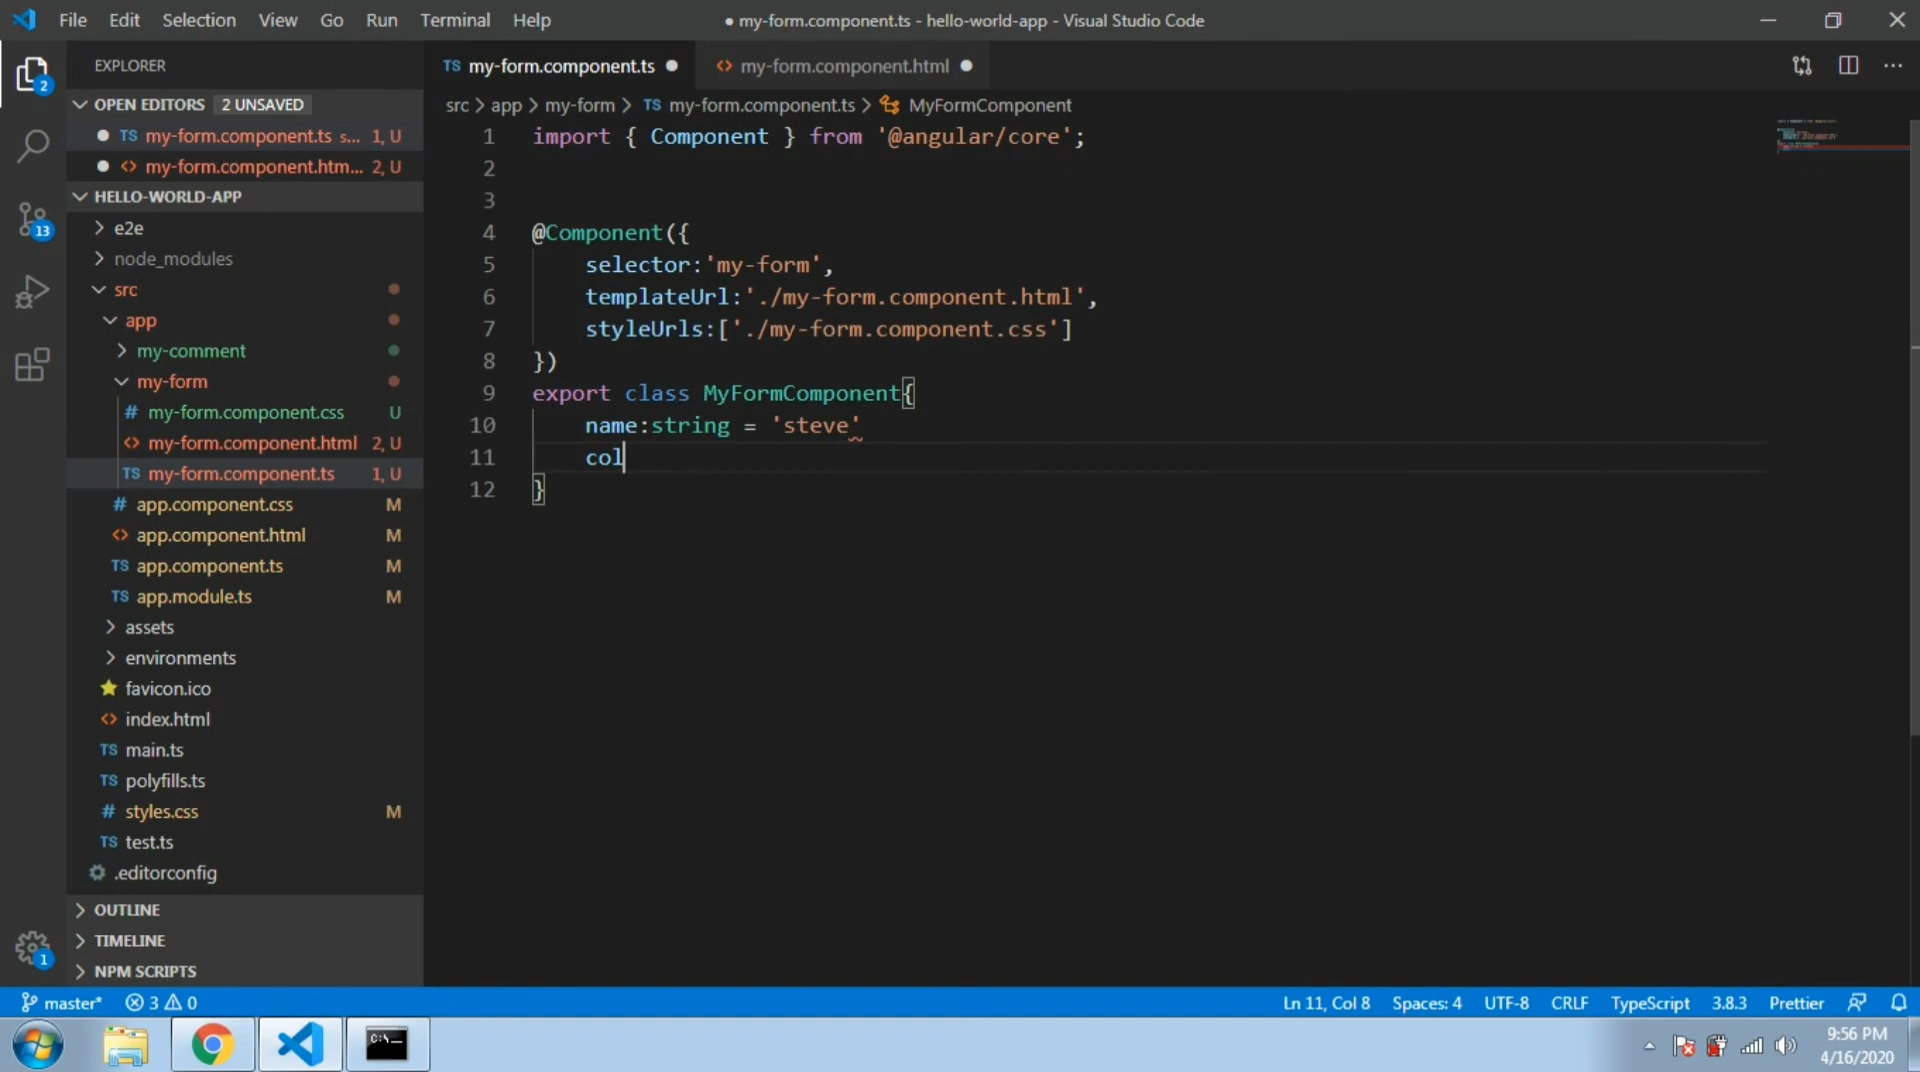 File Edit Selection View Go Run Terminal Help
● my-form.component.ts - hello-world-app - Visual Studio Code
EXPLORER
OPEN EDITORS 2 UNSAVED
TS my-form.component.ts s... 1, U
<> my-form.component.htm... 2, U
HELLO-WORLD-APP
e2e
node_modules
src
app
my-comment
my-form
# my-form.component.css U
<> my-form.component.html 2, U
TS my-form.component.ts 1, U
# app.component.css M
<> app.component.html M
TS app.component.ts M
TS app.module.ts M
assets
environments
favicon.ico
<> index.html
TS main.ts
TS polyfills.ts
# styles.css M
TS test.ts
.editorconfig
OUTLINE
TIMELINE
NPM SCRIPTS
2
13
1
TS my-form.component.ts ● <> my-form.component.html ●
src > app > my-form > TS my-form.component.ts > MyFormComponent
1 import { Component } from '@angular/core';
2
3
4 @Component({
5 selector:'my-form',
6 templateUrl:'./my-form.component.html',
7 styleUrls:['./my-form.component.css']
8 })
9 export class MyFormComponent{
10 name:string = 'steve'
11 col
12 }
master* 3 0
Ln 11, Col 8 Spaces: 4 UTF-8 CRLF TypeScript 3.8.3 Prettier
C:\_
9:56 PM
4/16/2020